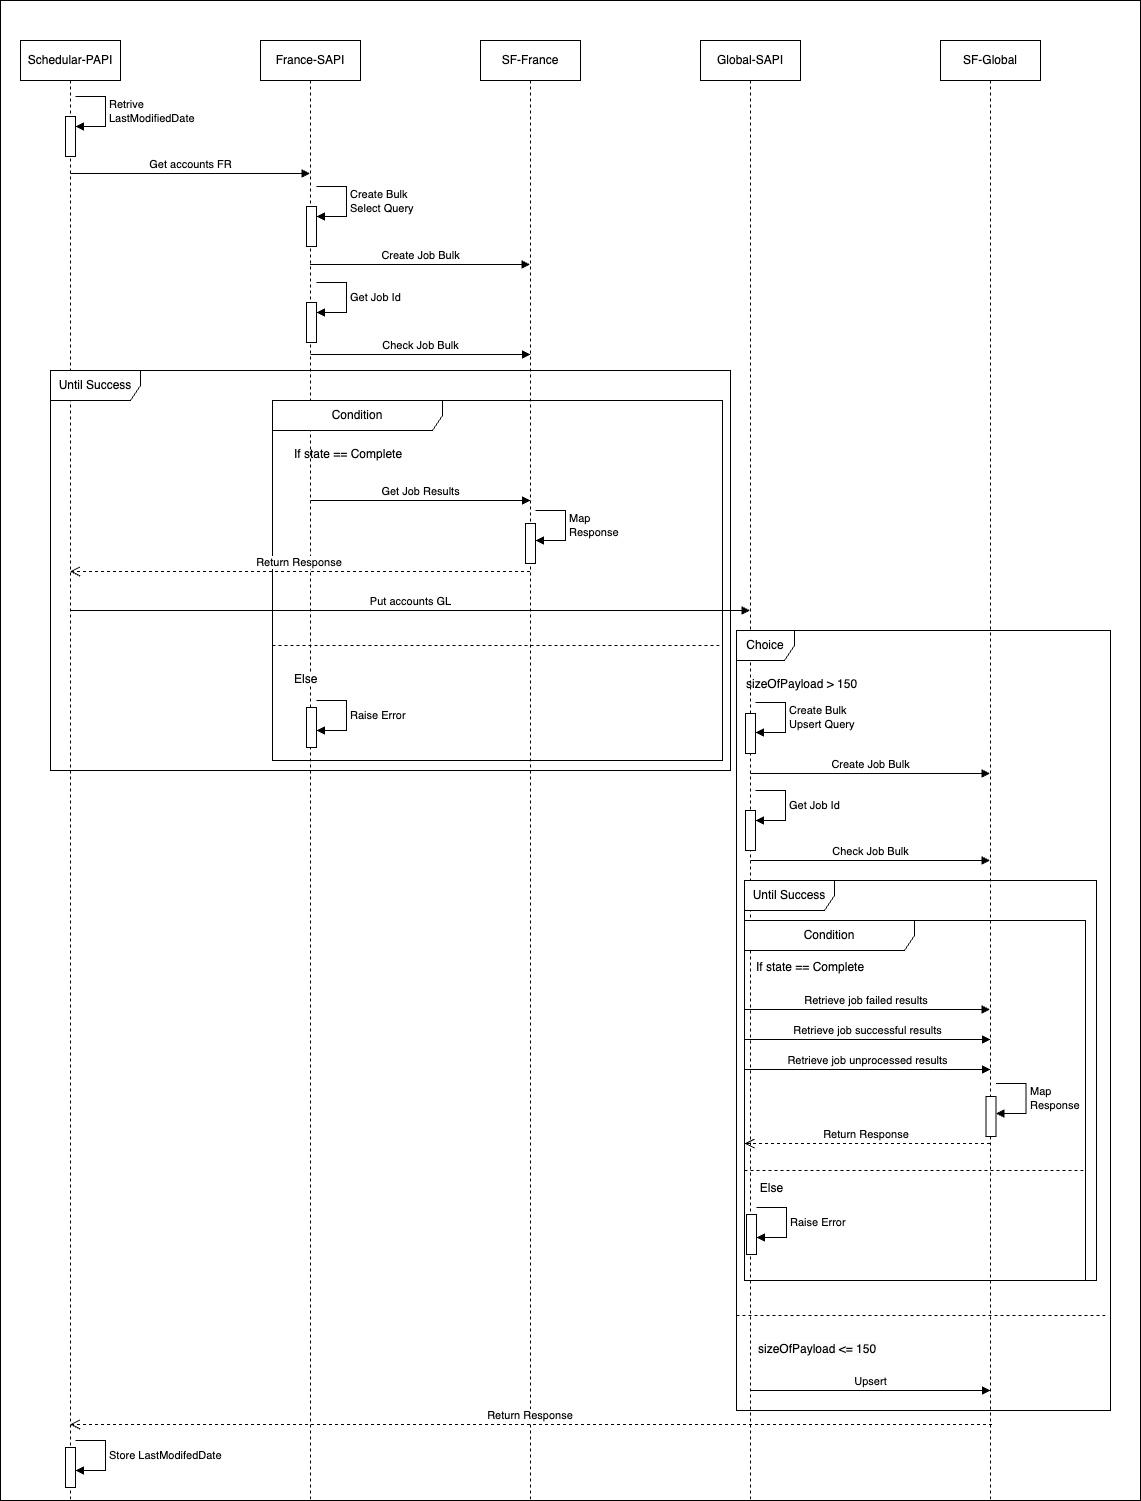 Schedular-PAPI
France-SAPI
SF-France
Global-SAPI
SF-Global
Retrive
LastModifiedDate
Get accounts FR
Create Bulk
Select Query
Create Job Bulk
Get Job Id
Check Job Bulk
Until Success
Condition
If state == Complete
Get Job Results
Map
Response
Return Response
Put accounts GL
Choice
Else
sizeOfPayload > 150
Raise Error
Create Bulk
Upsert Query
Create Job Bulk
Get Job Id
Check Job Bulk
Until Success
Condition
If state == Complete
Retrieve job failed results
Retrieve job successful results
Retrieve job unprocessed results
Map
Response
Return Response
Else
Raise Error
sizeOfPayload <= 150
Upsert
Return Response
Store LastModifedDate